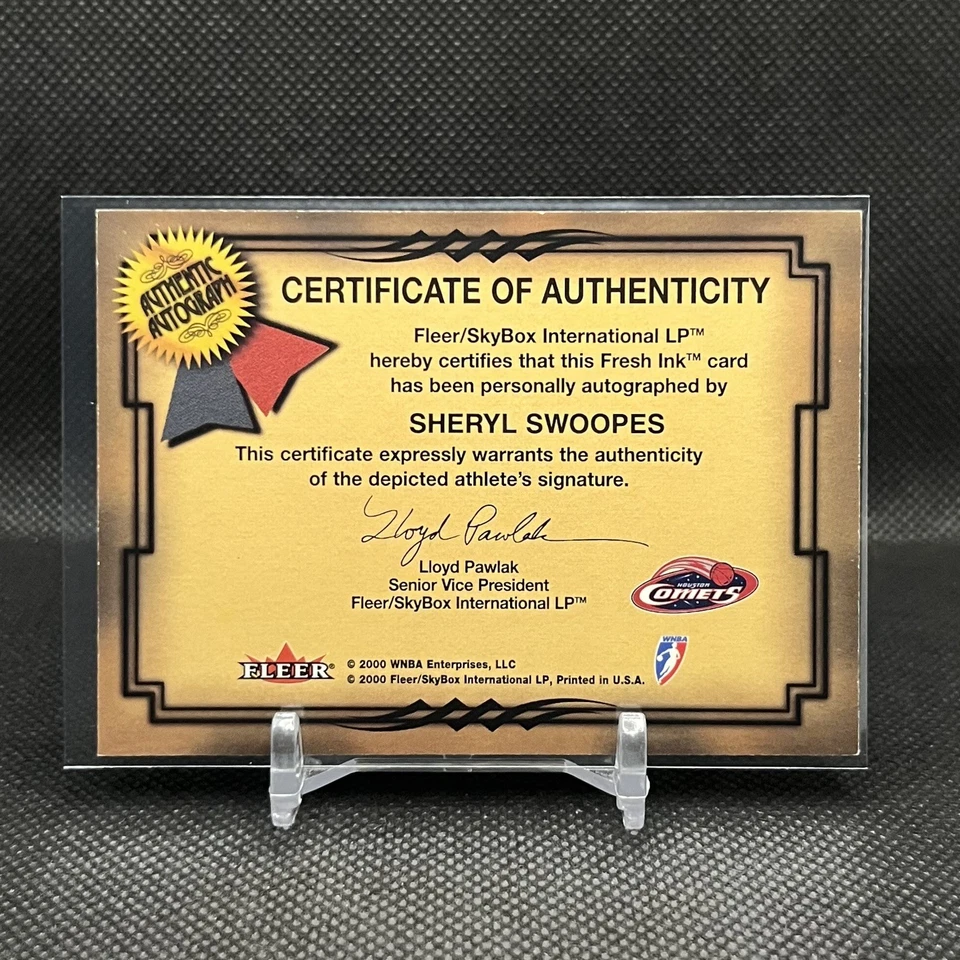 AUTHENTIC
AUTOGRAPH
CERTIFICATE OF AUTHENTICITY
Fleer/SkyBox International LP™
hereby certifies that this Fresh Ink™ card
has been personally autographed by
SHERYL SWOOPES
This certificate expressly warrants the authenticity
of the depicted athlete's signature.
Lloyd Pawlak
Lloyd Pawlak
Senior Vice President
Fleer/SkyBox International LP™
HOUSTON
COMETS
WNBA
FLEER®
© 2000 WNBA Enterprises, LLC
© 2000 Fleer/SkyBox International LP, Printed in U.S.A.